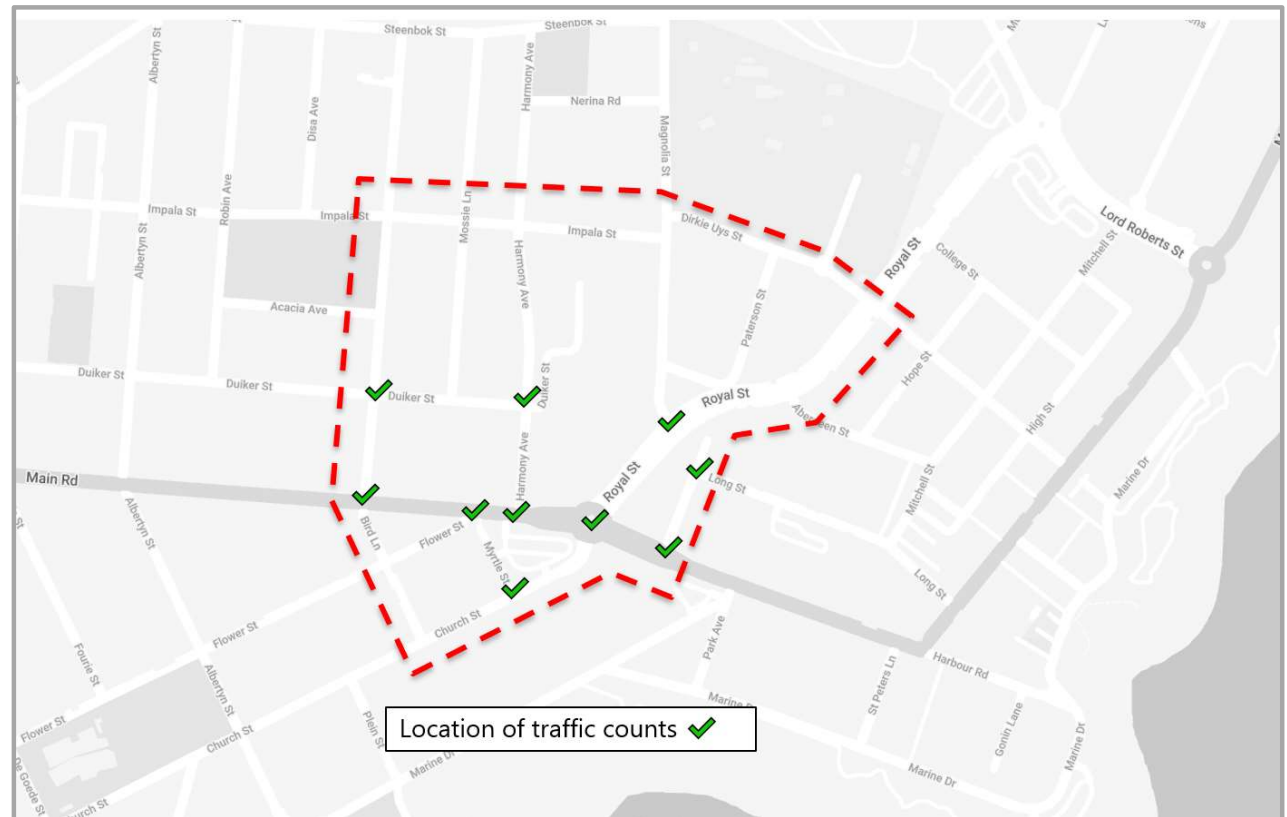 Steenbok St
Steenbok St
Albertyn St
Harmony Ave
Disa Ave
Nerina Rd
Magnolia St
Robin Ave
Mossie Ln
Impala St
Impala St
Impala St
Dirkie Uys St
Lord Roberts St
Mitchell St
College St
Royal St
Albertyn St
Harmony Ave
Acacia Ave
Paterson St
Hope St
Duiker St
Duiker St
Duiker St
Duiker St
Royal St
Aberdeen St
High St
Main Rd
Harmony Ave
Royal St
Long St
Mitchell St
Marine Dr
Albertyn St
Bird Ln
Flower St
Myrtle St
Long St
Church St
Flower St
Park Ave
Harbour Rd
Fourie St
Albertyn St
St Peters Ln
Gonin Lane
Marine Dr
Flower St
Church St
Plein St
Marine Dr
Marine Dr
De Goede St
Location of traffic counts